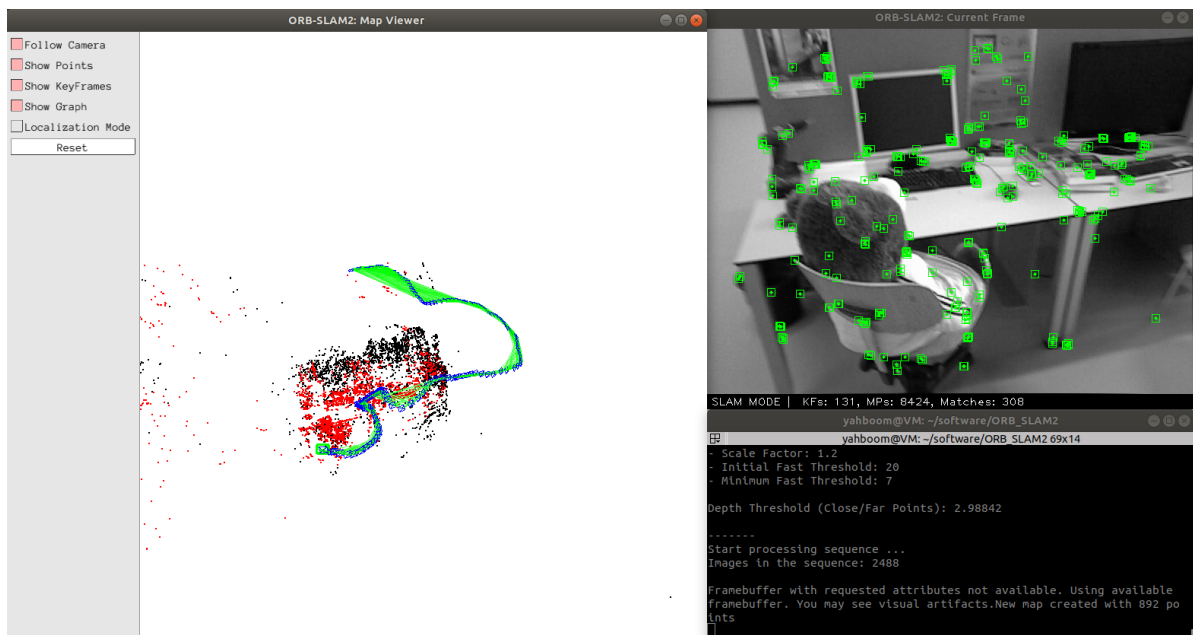 ORB-SLAM2: Map Viewer
Follow Camera
Show Points
Show KeyFrames
Show Graph
Localization Mode
Reset
ORB-SLAM2: Current Frame
SLAM MODE | KFs: 131, MPs: 8424, Matches: 308
yahboom@VM: ~/software/ORB_SLAM2
yahboom@VM: ~/software/ORB_SLAM2 69x14
- Scale Factor: 1.2
- Initial Fast Threshold: 20
- Minimum Fast Threshold: 7
Depth Threshold (Close/Far Points): 2.98842
-------
Start processing sequence ...
Images in the sequence: 2488
Framebuffer with requested attributes not available. Using available
framebuffer. You may see visual artifacts.New map created with 892 po
ints